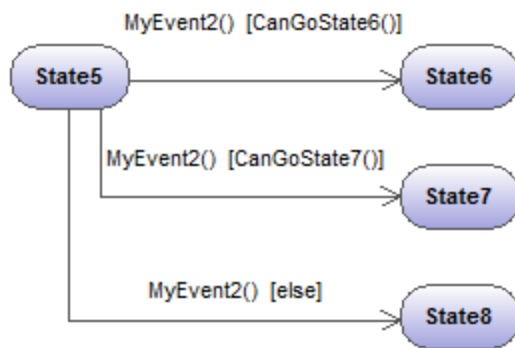 MyEvent2() [CanGoState6()]
State5
State6
MyEvent2() [CanGoState7()]
State7
MyEvent2() [else]
State8